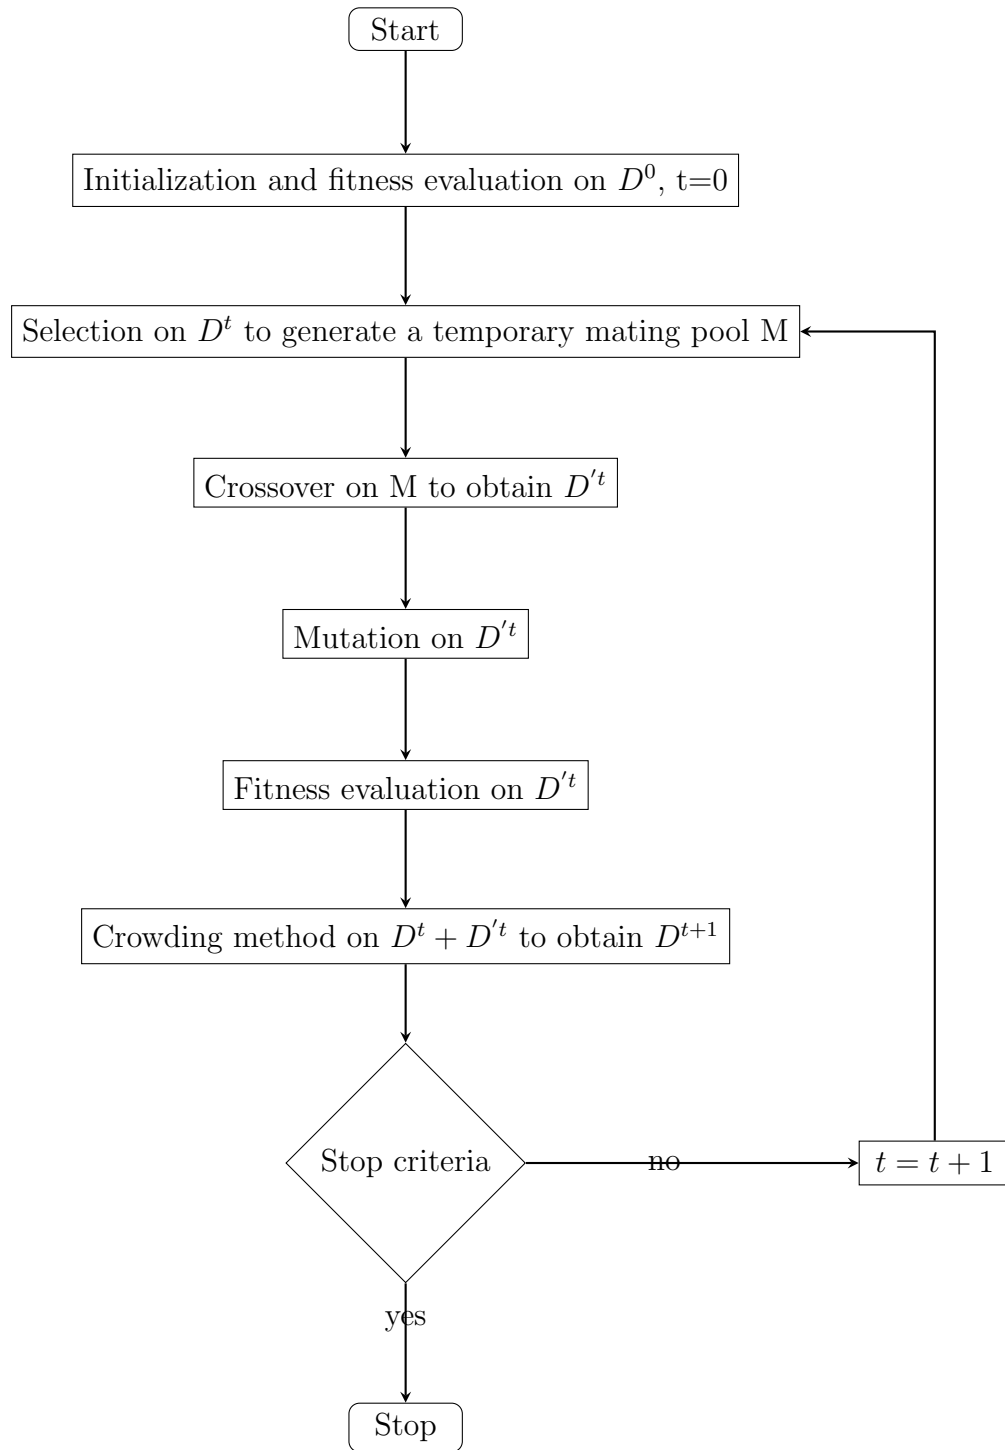 Start
Initialization and fitness evaluation on $D^0$, t=0
Selection on $D^t$ to generate a temporary mating pool M
Crossover on M to obtain $D^{'t}$
Mutation on $D^{'t}$
Fitness evaluation on $D^{'t}$
Crowding method on $D^t + D^{'t}$ to obtain $D^{t+1}$
Stop criteria
no
$t = t + 1$
yes
Stop